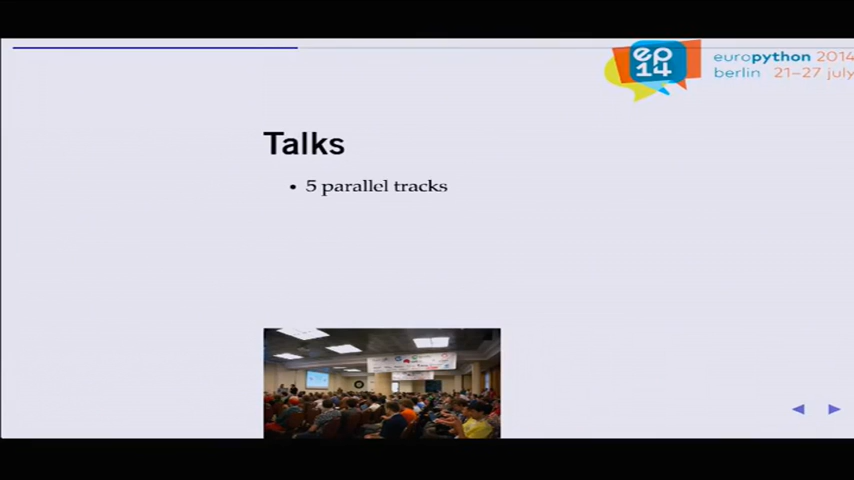 ep
14
europython 2014
berlin 21–27 july
Talks
• 5 parallel tracks